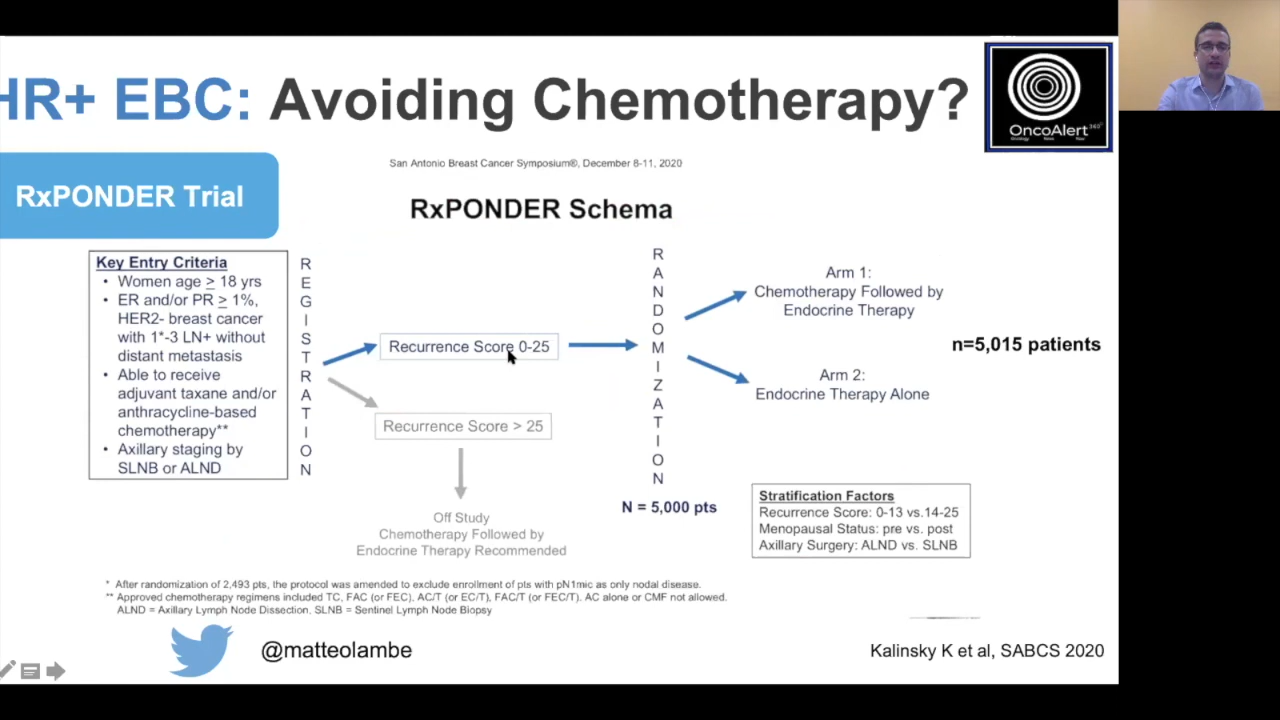 HR+ EBC: Avoiding Chemotherapy?
OncoAlert 360°
RxPONDER Trial
San Antonio Breast Cancer Symposium®, December 8-11, 2020
RxPONDER Schema
Key Entry Criteria
• Women age ≥ 18 yrs
• ER and/or PR ≥ 1%,
HER2- breast cancer
with 1*-3 LN+ without
distant metastasis
• Able to receive
adjuvant taxane and/or
anthracycline-based
chemotherapy**
• Axillary staging by
SLNB or ALND
REGISTRATION
Recurrence Score 0-25
Recurrence Score > 25
Off Study
Chemotherapy Followed by
Endocrine Therapy Recommended
RANDOMIZATION
N = 5,000 pts
Arm 1:
Chemotherapy Followed by
Endocrine Therapy
n=5,015 patients
Arm 2:
Endocrine Therapy Alone
Stratification Factors
Recurrence Score: 0-13 vs.14-25
Menopausal Status: pre vs. post
Axillary Surgery: ALND vs. SLNB
* After randomization of 2,493 pts, the protocol was amended to exclude enrollment of pts with pN1mic as only nodal disease.
** Approved chemotherapy regimens included TC, FAC (or FEC), AC/T (or EC/T), FAC/T (or FEC/T). AC alone or CMF not allowed.
ALND = Axillary Lymph Node Dissection, SLNB = Sentinel Lymph Node Biopsy
@matteolambe
Kalinsky K et al, SABCS 2020